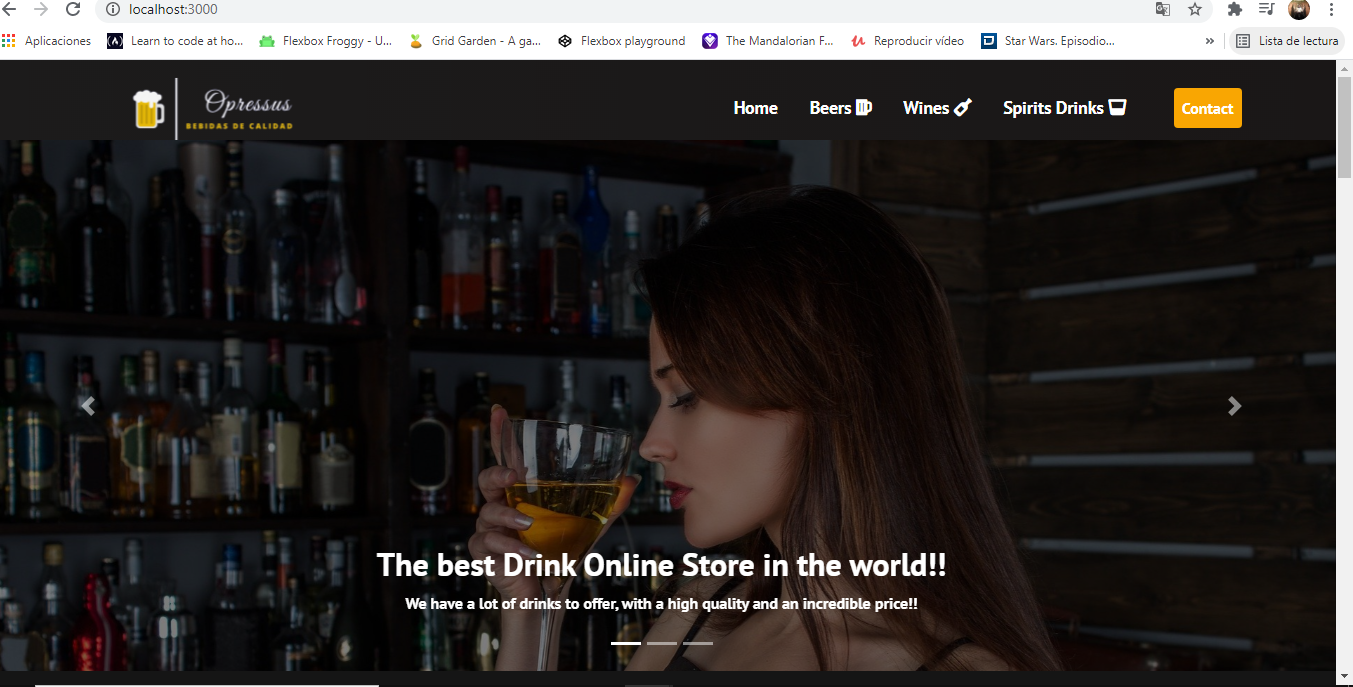 localhost:3000
Aplicaciones Learn to code at ho... Flexbox Froggy - U... Grid Garden - A ga... Flexbox playground The Mandalorian F... Reproducir vídeo Star Wars. Episodio... » Lista de lectura
Opressus
BEBIDAS DE CALIDAD
Home Beers Wines Spirits Drinks Contact
The best Drink Online Store in the world!!
We have a lot of drinks to offer, with a high quality and an incredible price!!